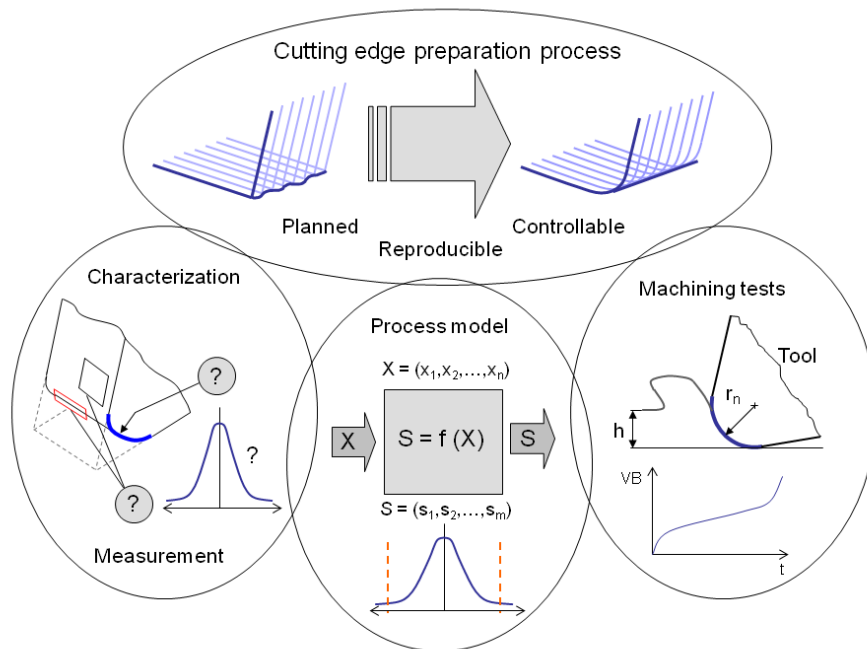 Cutting edge preparation process
Planned
Controllable
Reproducible
Characterization
?
?
?
Measurement
Process model
X = (x₁,x₂,...,xₙ)
X
S = f (X)
S
S = (s₁,s₂,...,sₘ)
Machining tests
Tool
rₙ
h
VB
t